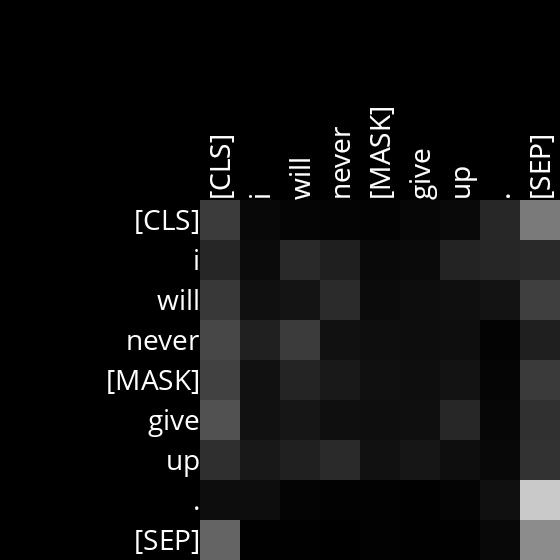 [CLS] i will never [MASK] give up . [SEP]
[CLS]
i
will
never
[MASK]
give
up
.
[SEP]